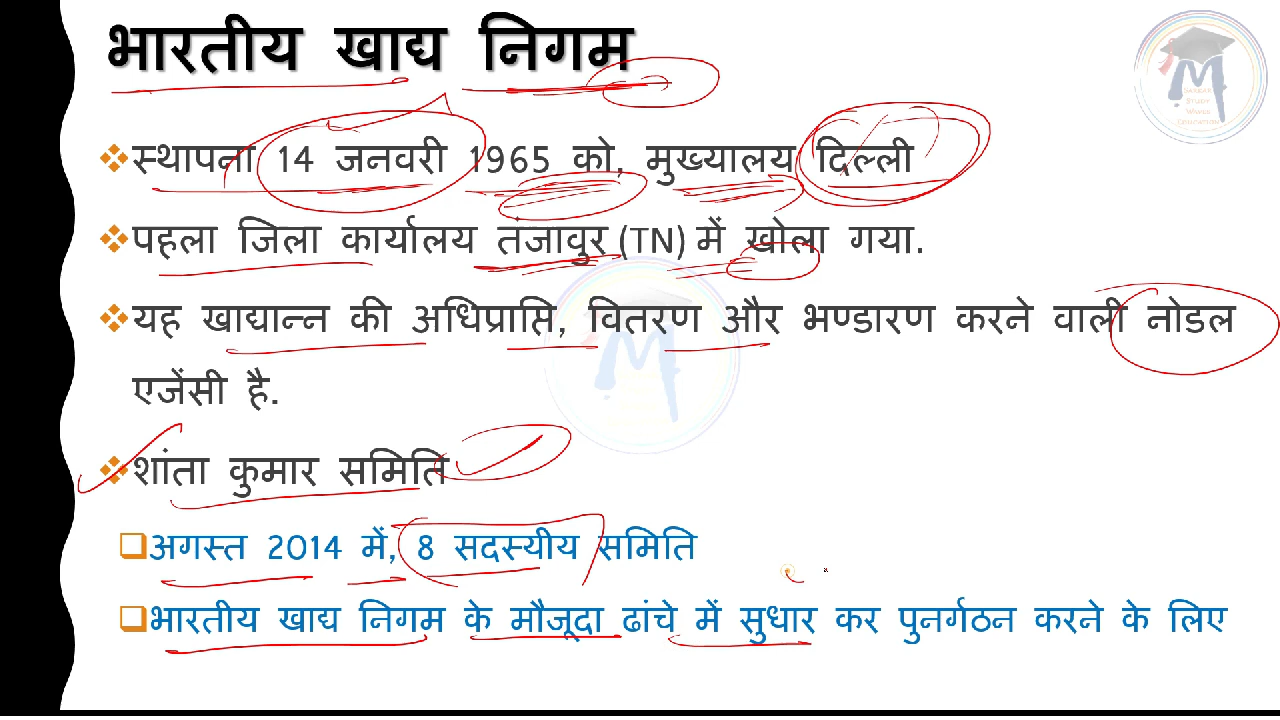 भारतीय खाद्य निगम
❖स्थापना 14 जनवरी 1965 को, मुख्यालय दिल्ली
❖पहला जिला कार्यालय तंजावुर (TN) में खोला गया.
❖यह खाद्यान्न की अधिप्राप्ति, वितरण और भण्डारण करने वाली नोडल
एजेंसी है.
❖शांता कुमार समिति
❑अगस्त 2014 में, 8 सदस्यीय समिति
❑भारतीय खाद्य निगम के मौजूदा ढांचे में सुधार कर पुनर्गठन करने के लिए